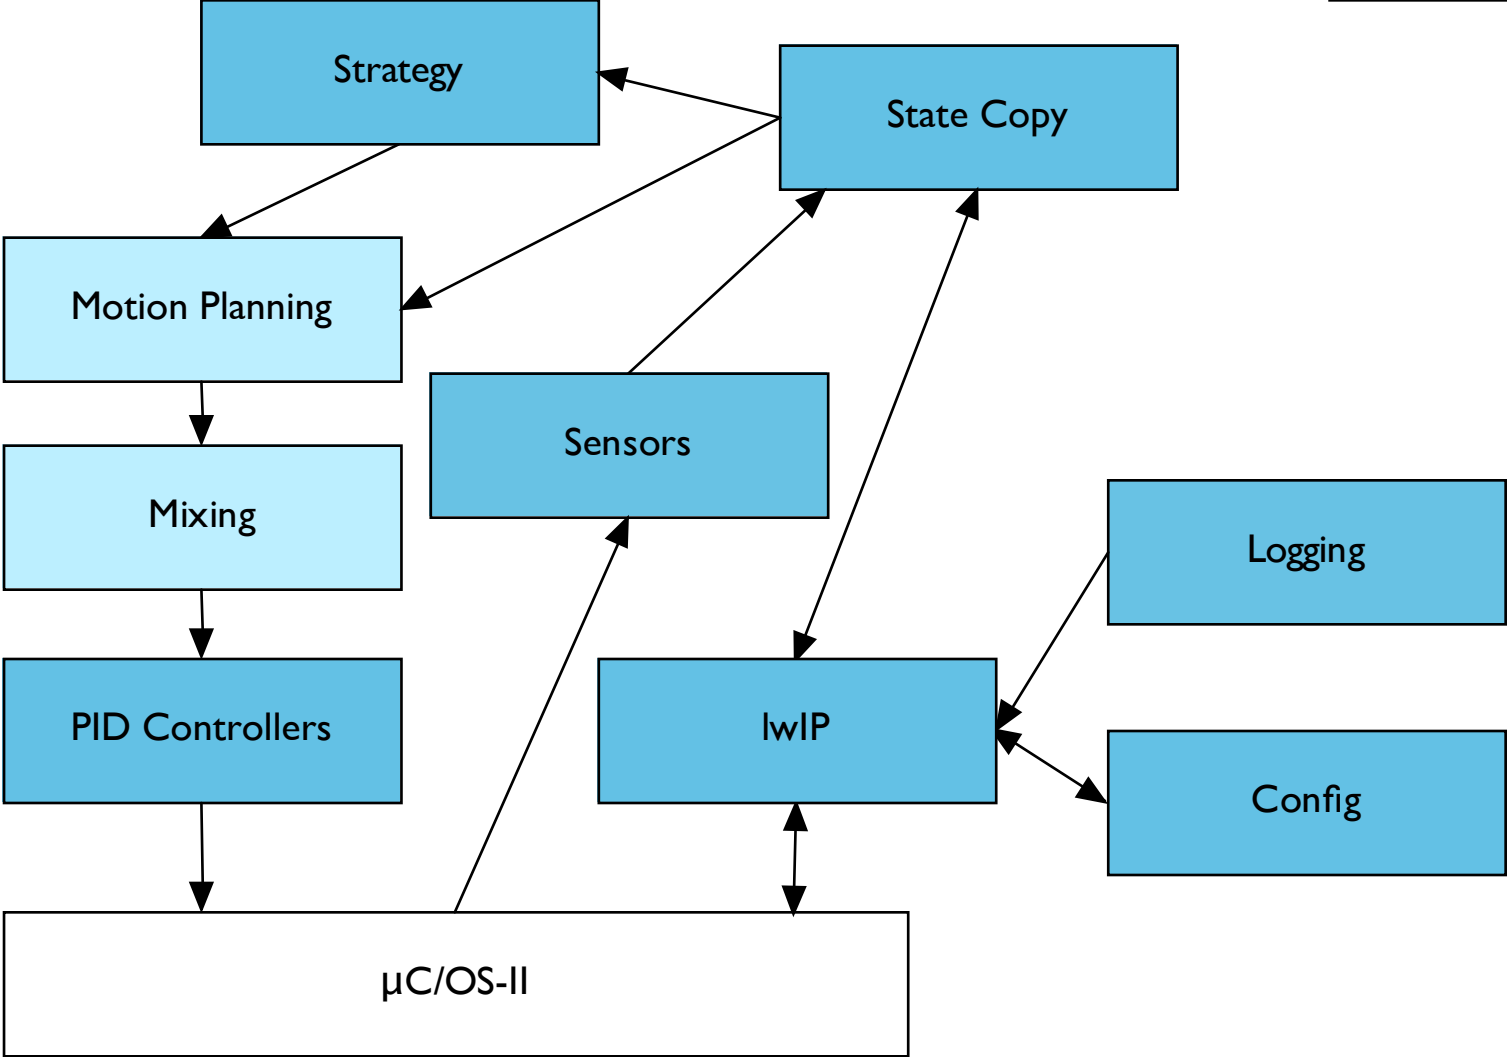 Strategy
State Copy
Motion Planning
Sensors
Mixing
Logging
PID Controllers
lwIP
Config
µC/OS-II